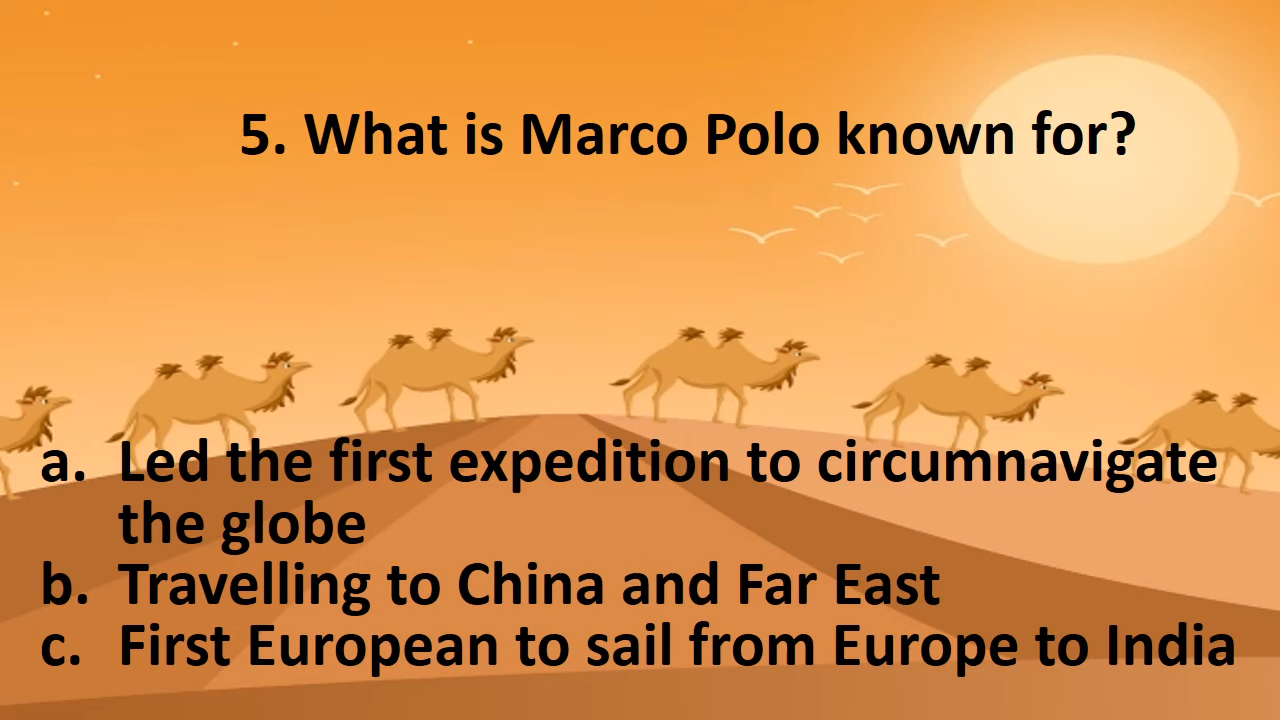 5. What is Marco Polo known for?
a. Led the first expedition to circumnavigate
the globe
b. Travelling to China and Far East
c. First European to sail from Europe to India